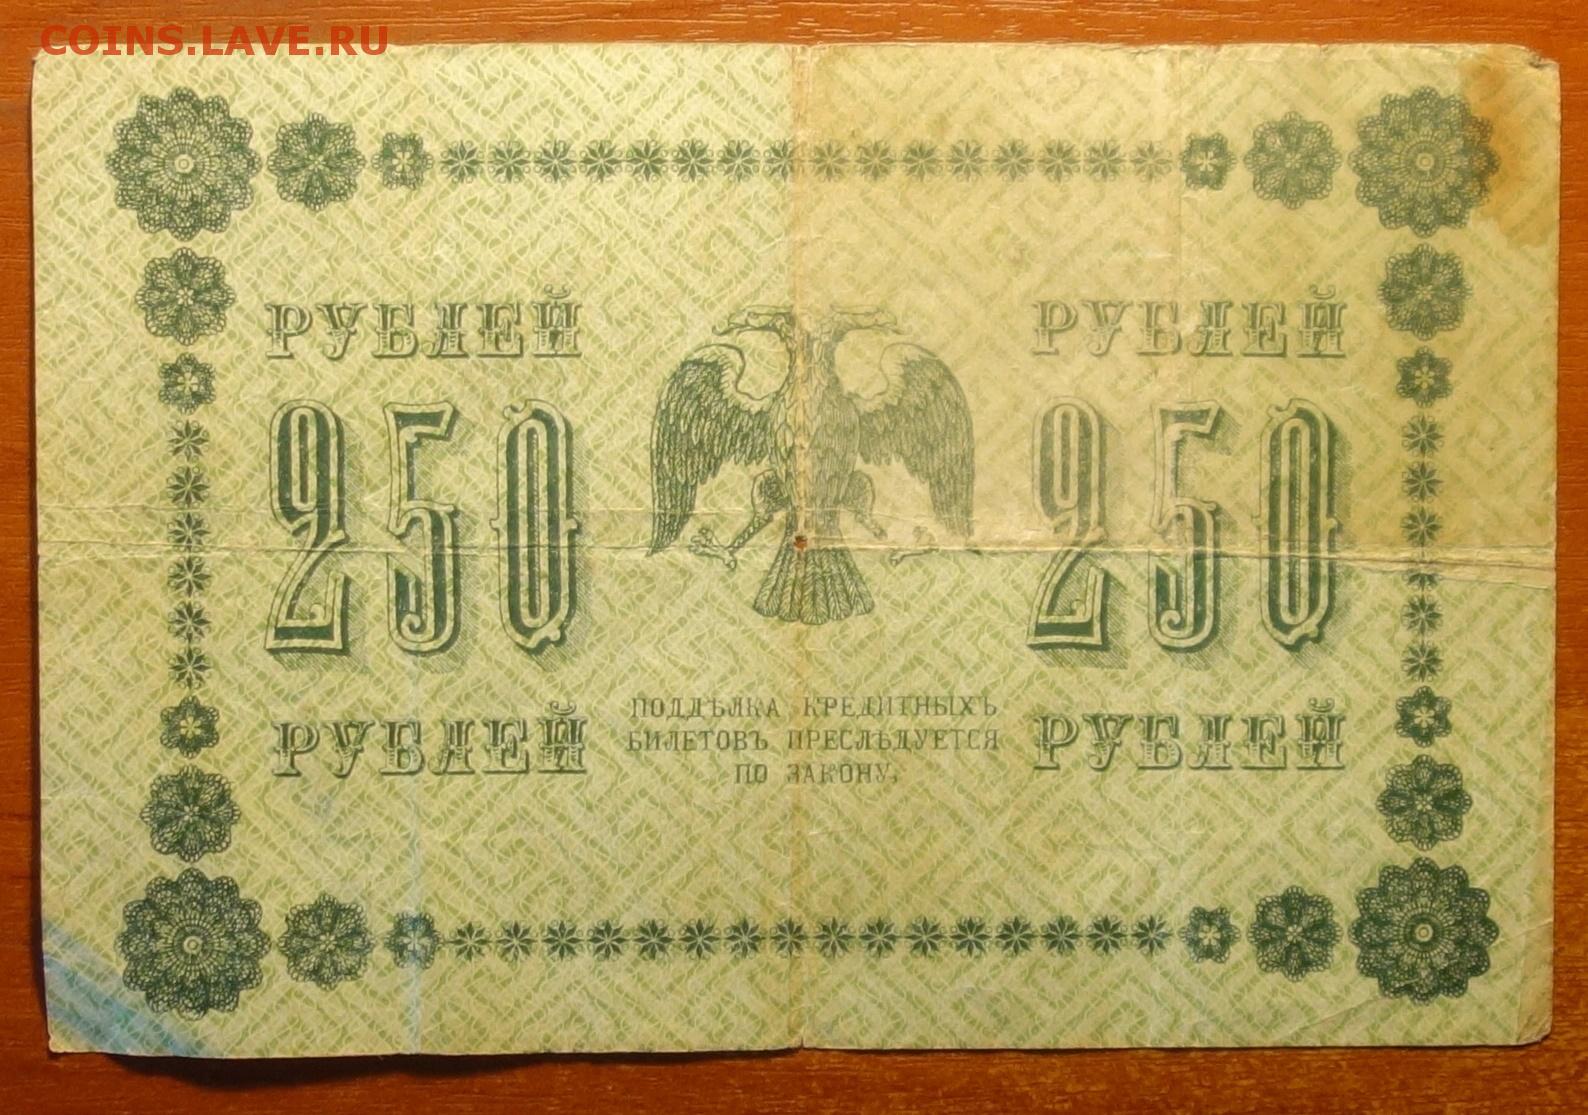 COINS.LAVE.RU
РУБЛЕЙ
250
РУБЛЕЙ
РУБЛЕЙ
250
РУБЛЕЙ
ПОДДѢЛКА КРЕДИТНЫХЪ
БИЛЕТОВЪ ПРЕСЛѢДУЕТСЯ
ПО ЗАКОНУ.